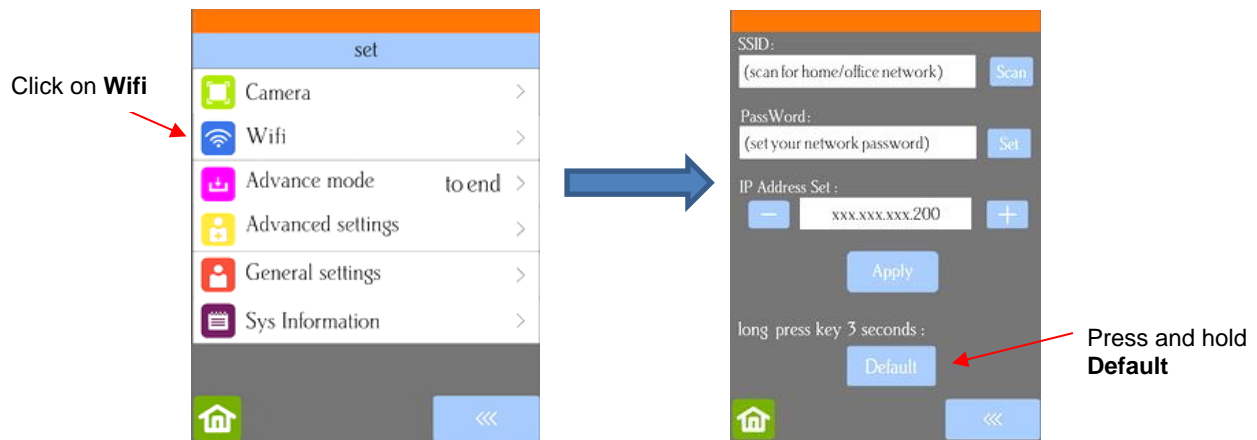 Click on Wifi
set
Camera
Wifi
Advance mode to end
Advanced settings
General settings
Sys Information
SSID:
(scan for home/office network) Scan
PassWord:
(set your network password) Set
IP Address Set :
xxx.xxx.xxx.200
Apply
long press key 3 seconds :
Default
Press and hold
Default